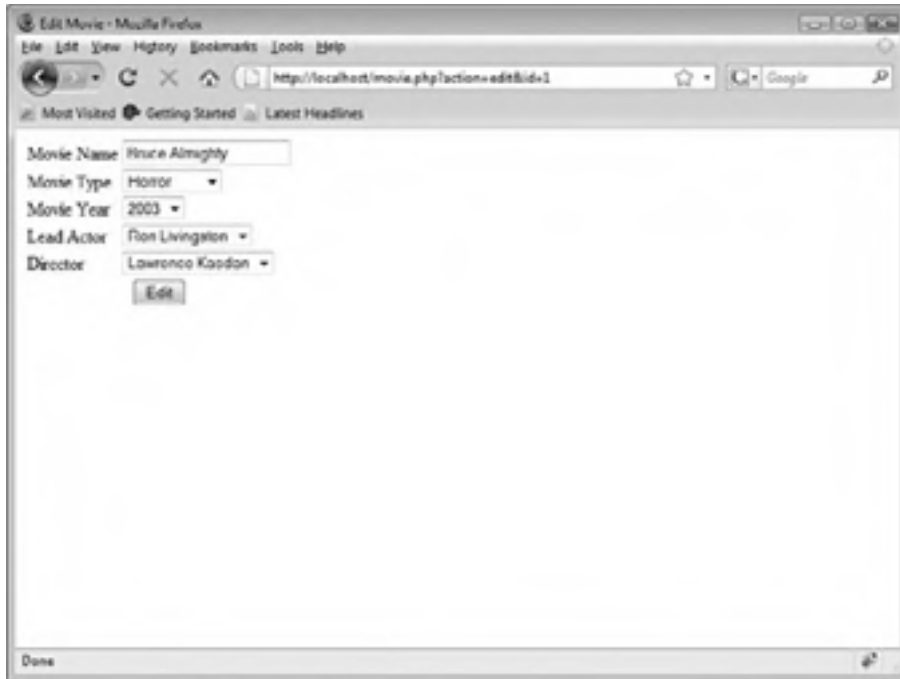 Edit Movie - Mozilla Firefox
File Edit View History Bookmarks Tools Help
http://localhost/movie.php?action=edit&id=1
Google
Most Visited Getting Started Latest Headlines
Movie Name Bruce Almighty
Movie Type Horror
Movie Year 2003
Lead Actor Ron Livingston
Director Lawrence Kasdan
Edit
Done